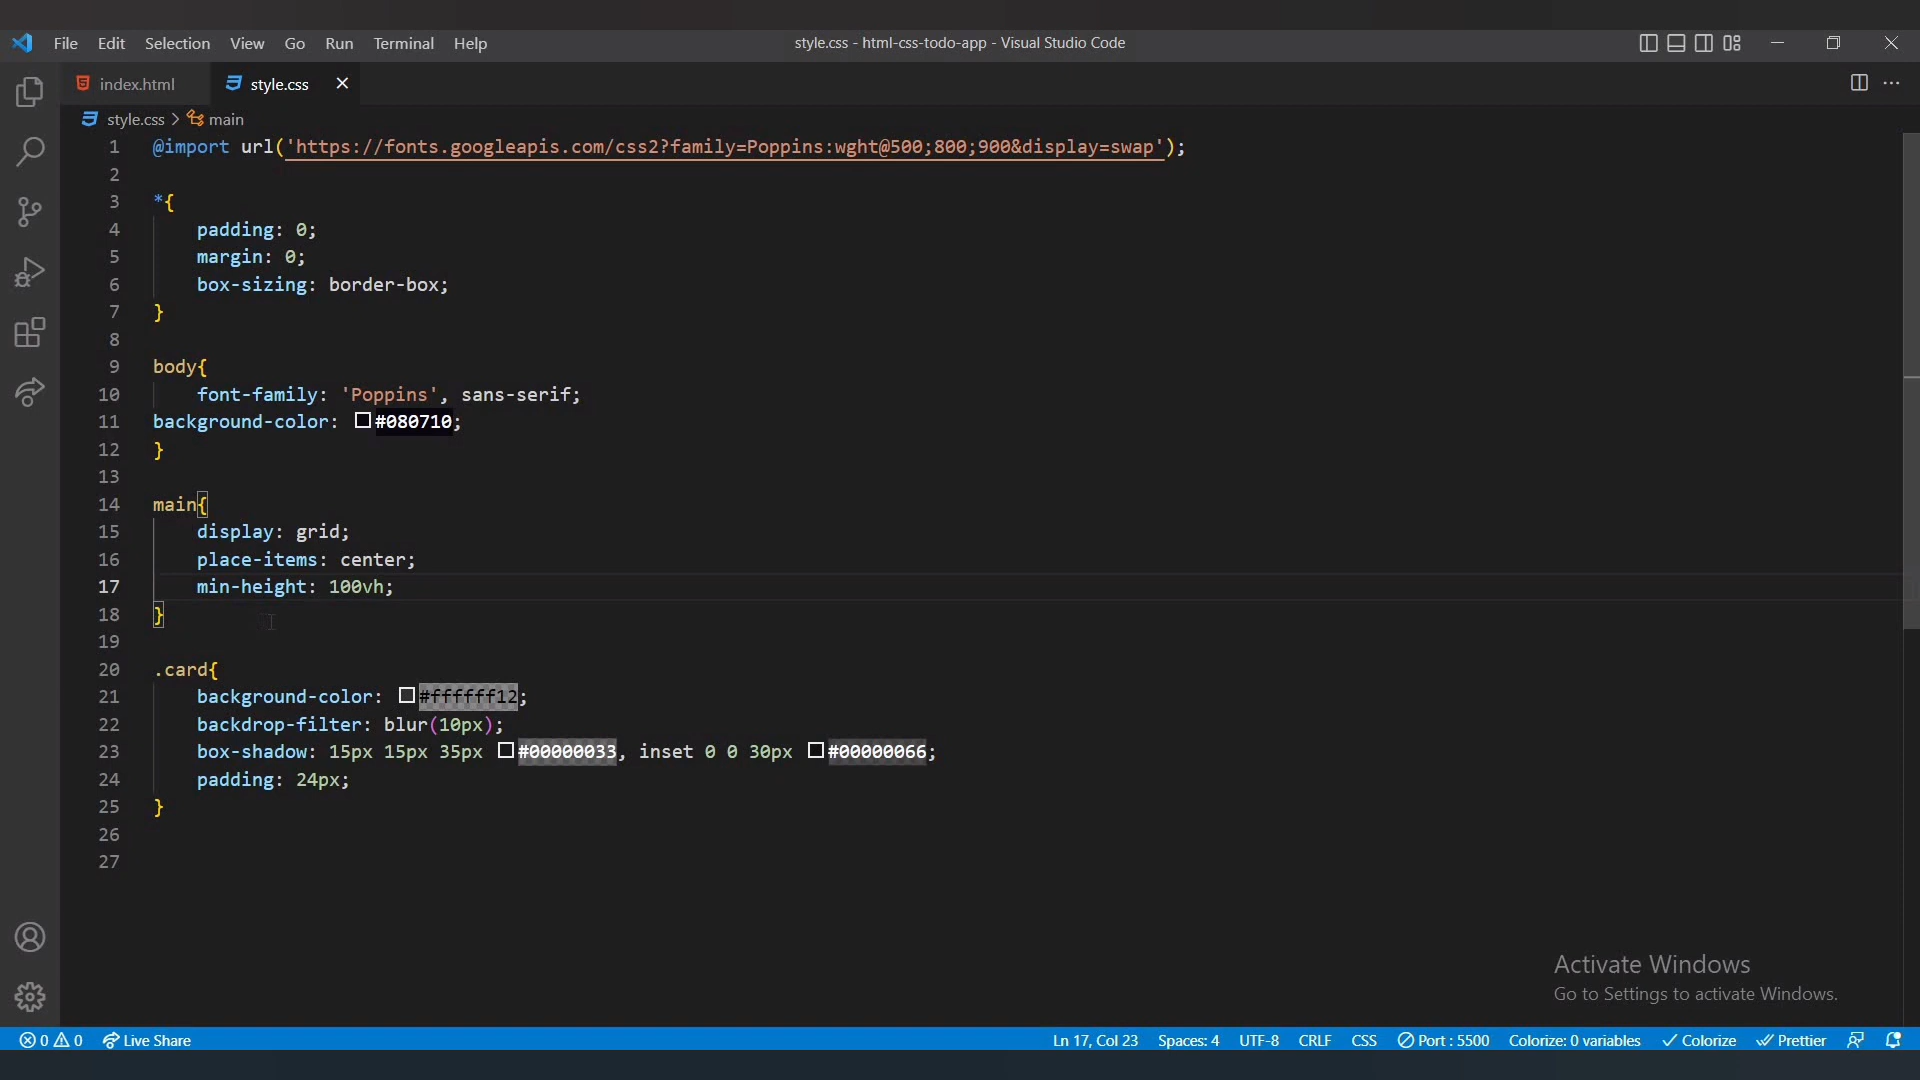 File Edit Selection View Go Run Terminal Help style.css - html-css-todo-app - Visual Studio Code
index.html style.css
style.css > main
1 @import url('https://fonts.googleapis.com/css2?family=Poppins:wght@500;800;900&display=swap');
2
3 *{
4 padding: 0;
5 margin: 0;
6 box-sizing: border-box;
7 }
8
9 body{
10 font-family: 'Poppins', sans-serif;
11 background-color: #080710;
12 }
13
14 main{
15 display: grid;
16 place-items: center;
17 min-height: 100vh;
18 }
19
20 .card{
21 background-color: #ffffff12;
22 backdrop-filter: blur(10px);
23 box-shadow: 15px 15px 35px #00000033, inset 0 0 30px #00000066;
24 padding: 24px;
25 }
26
27
Activate Windows
Go to Settings to activate Windows.
0 0 Live Share Ln 17, Col 23 Spaces: 4 UTF-8 CRLF CSS Port : 5500 Colorize: 0 variables Colorize Prettier